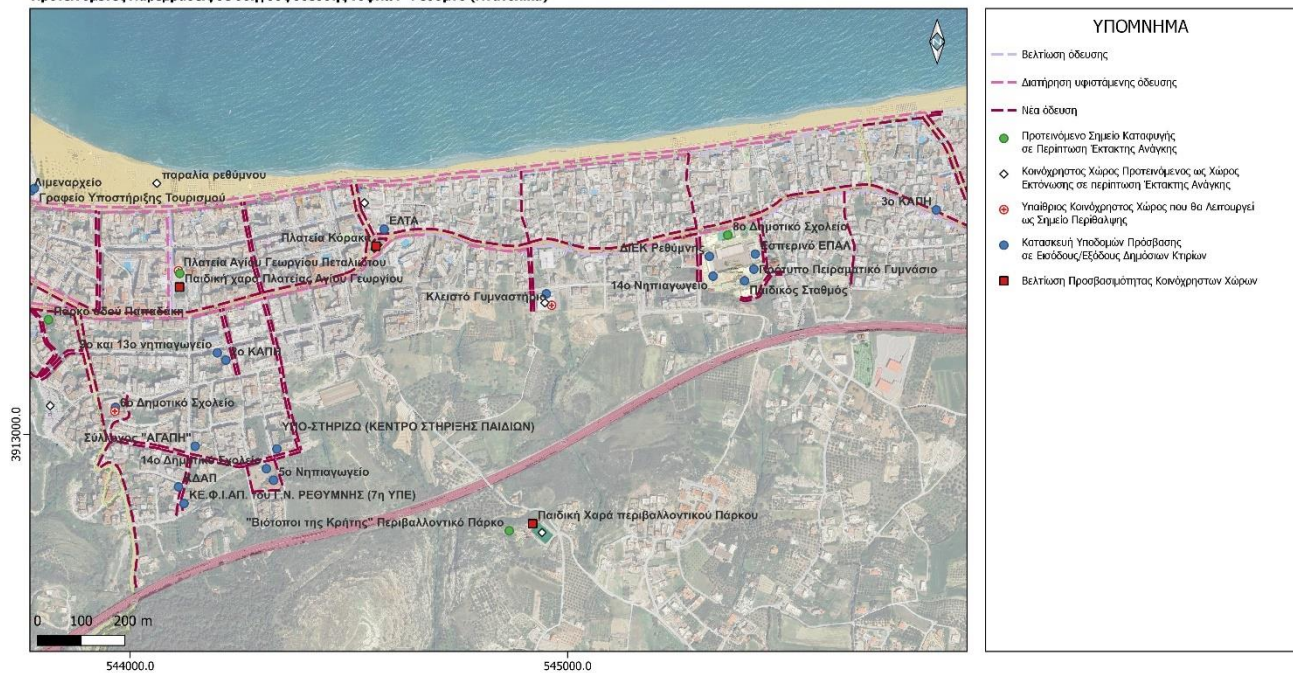 παραλία ρεθύμνου
Λιμεναρχείο
Γραφείο Υποστήριξης Τουρισμού
3ο ΚΑΠΗ
ΕΛΤΑ
Πλατεία Κόρακα
8ο Δημοτικό Σχολείο
ΔΙΕΚ Ρεθύμνης
Εσπερινό ΕΠΑΛ
Πλατεία Αγίου Γεωργίου Πεταλιώτου
Πρότυπο Πειραματικό Γυμνάσιο
Παιδική χαρά Πλατείας Αγίου Γεωργίου
14ο Νηπιαγωγείο
Παιδικός Σταθμός
Κλειστό Γυμναστήριο
Πάρκο οδού Παπαδάκη
και 13ο νηπιαγωγείο
ΚΑΠΗ
6ο Δημοτικό Σχολείο
ΥΠΟ-ΣΤΗΡΙΖΩ (ΚΕΝΤΡΟ ΣΤΗΡΙΞΗΣ ΠΑΙΔΙΩΝ)
Σύλλογος "ΑΓΑΠΗ"
14ο Δημοτικό Σχολείο
5ο Νηπιαγωγείο
ΚΕ.Φ.Ι.ΑΠ. του Γ.Ν. ΡΕΘΥΜΝΗΣ (7η ΥΠΕ)
"Βιότοποι της Κρήτης" Περιβαλλοντικό Πάρκο
Παιδική Χαρά περιβαλλοντικού Πάρκου
3913000.0
0 100 200 m
544000.0
545000.0
ΥΠΟΜΝΗΜΑ
Βελτίωση όδευσης
Διατήρηση υφιστάμενης όδευσης
Νέα όδευση
Προτεινόμενο Σημείο Καταφυγής
σε Περίπτωση Έκτακτης Ανάγκης
Κοινόχρηστος Χώρος Προτεινόμενος ως Χώρος
Εκτόνωσης σε περίπτωση Έκτακτης Ανάγκης
Υπαίθριος Κοινόχρηστος Χώρος που θα Λειτουργεί
ως Σημείο Περίθαλψης
Κατασκευή Υποδομών Πρόσβασης
σε Εισόδους/Εξόδους Δημόσιων Κτιρίων
Βελτίωση Προσβασιμότητας Κοινόχρηστων Χώρων